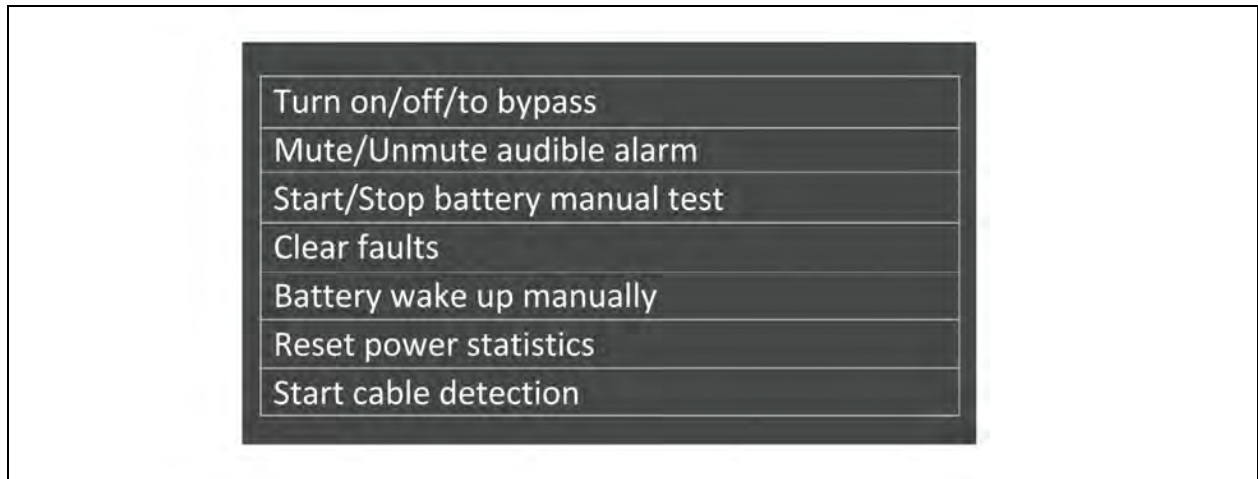 Turn on/off/to bypass
Mute/Unmute audible alarm
Start/Stop battery manual test
Clear faults
Battery wake up manually
Reset power statistics
Start cable detection